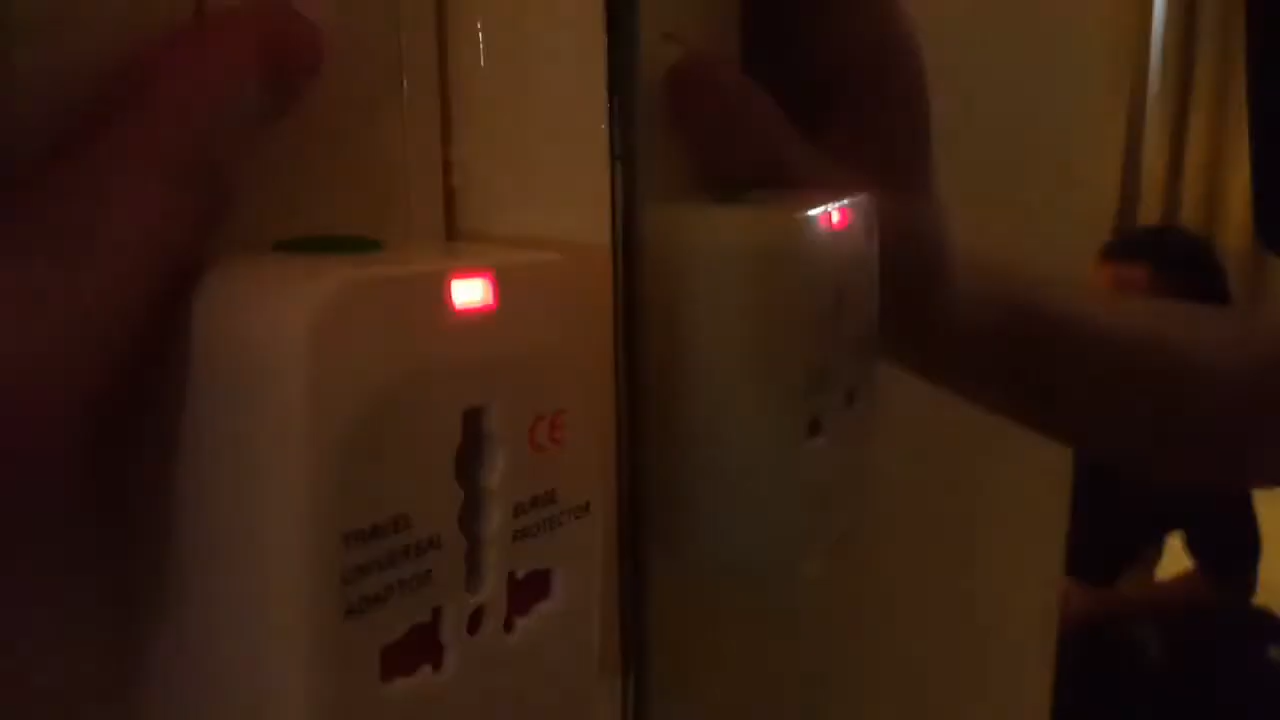 CE
TRAVEL
UNIVERSAL
ADAPTOR
SURGE
PROTECTOR